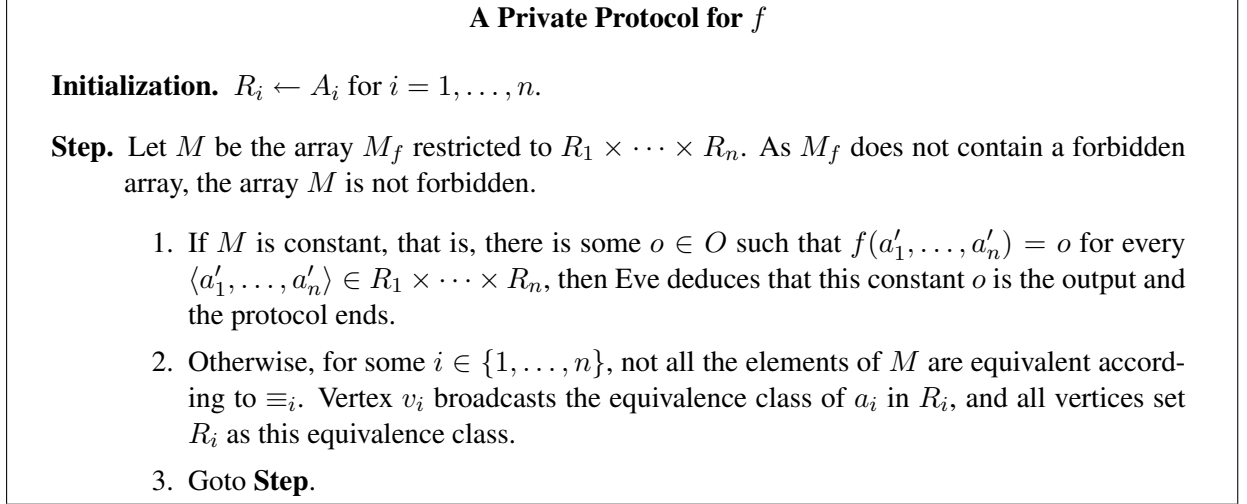 A Private Protocol for f
Initialization. R_i ← A_i for i = 1, . . . , n.
Step. Let M be the array M_f restricted to R_1 × · · · × R_n. As M_f does not contain a forbidden
array, the array M is not forbidden.
1. If M is constant, that is, there is some o ∈ O such that f(a′_1, . . . , a′_n) = o for every
⟨a′_1, . . . , a′_n⟩ ∈ R_1 × · · · × R_n, then Eve deduces that this constant o is the output and
the protocol ends.
2. Otherwise, for some i ∈ {1, . . . , n}, not all the elements of M are equivalent accord-
ing to ≡_i. Vertex v_i broadcasts the equivalence class of a_i in R_i, and all vertices set
R_i as this equivalence class.
3. Goto Step.